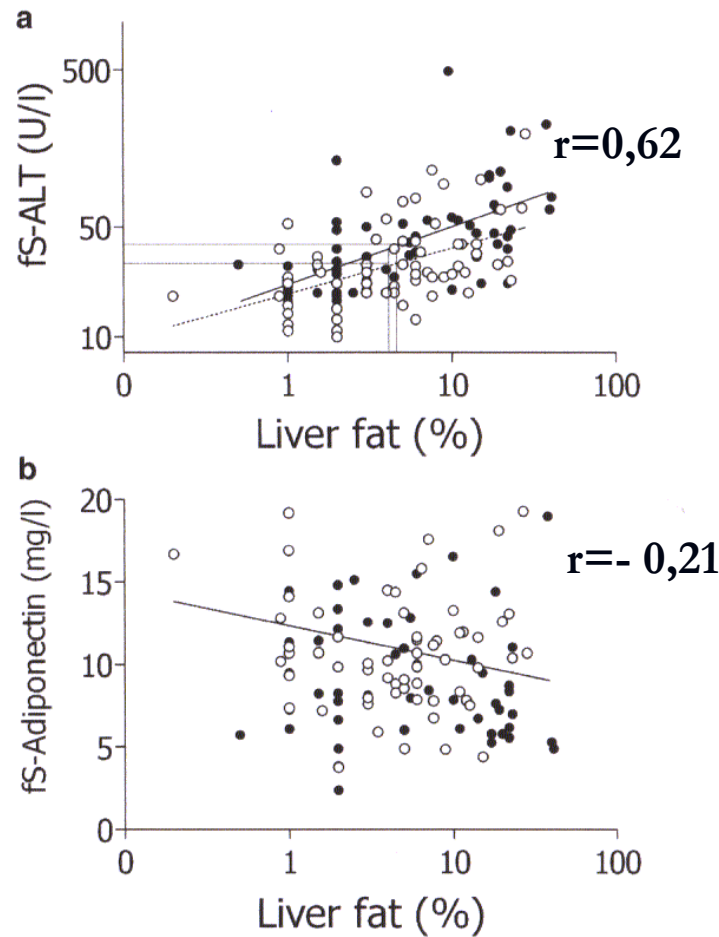 a
fS-ALT (U/l)
500
50
10
r=0,62
0 1 10 100
Liver fat (%)
b
fS-Adiponectin (mg/l)
20
15
10
5
0
r=- 0,21
0 1 10 100
Liver fat (%)